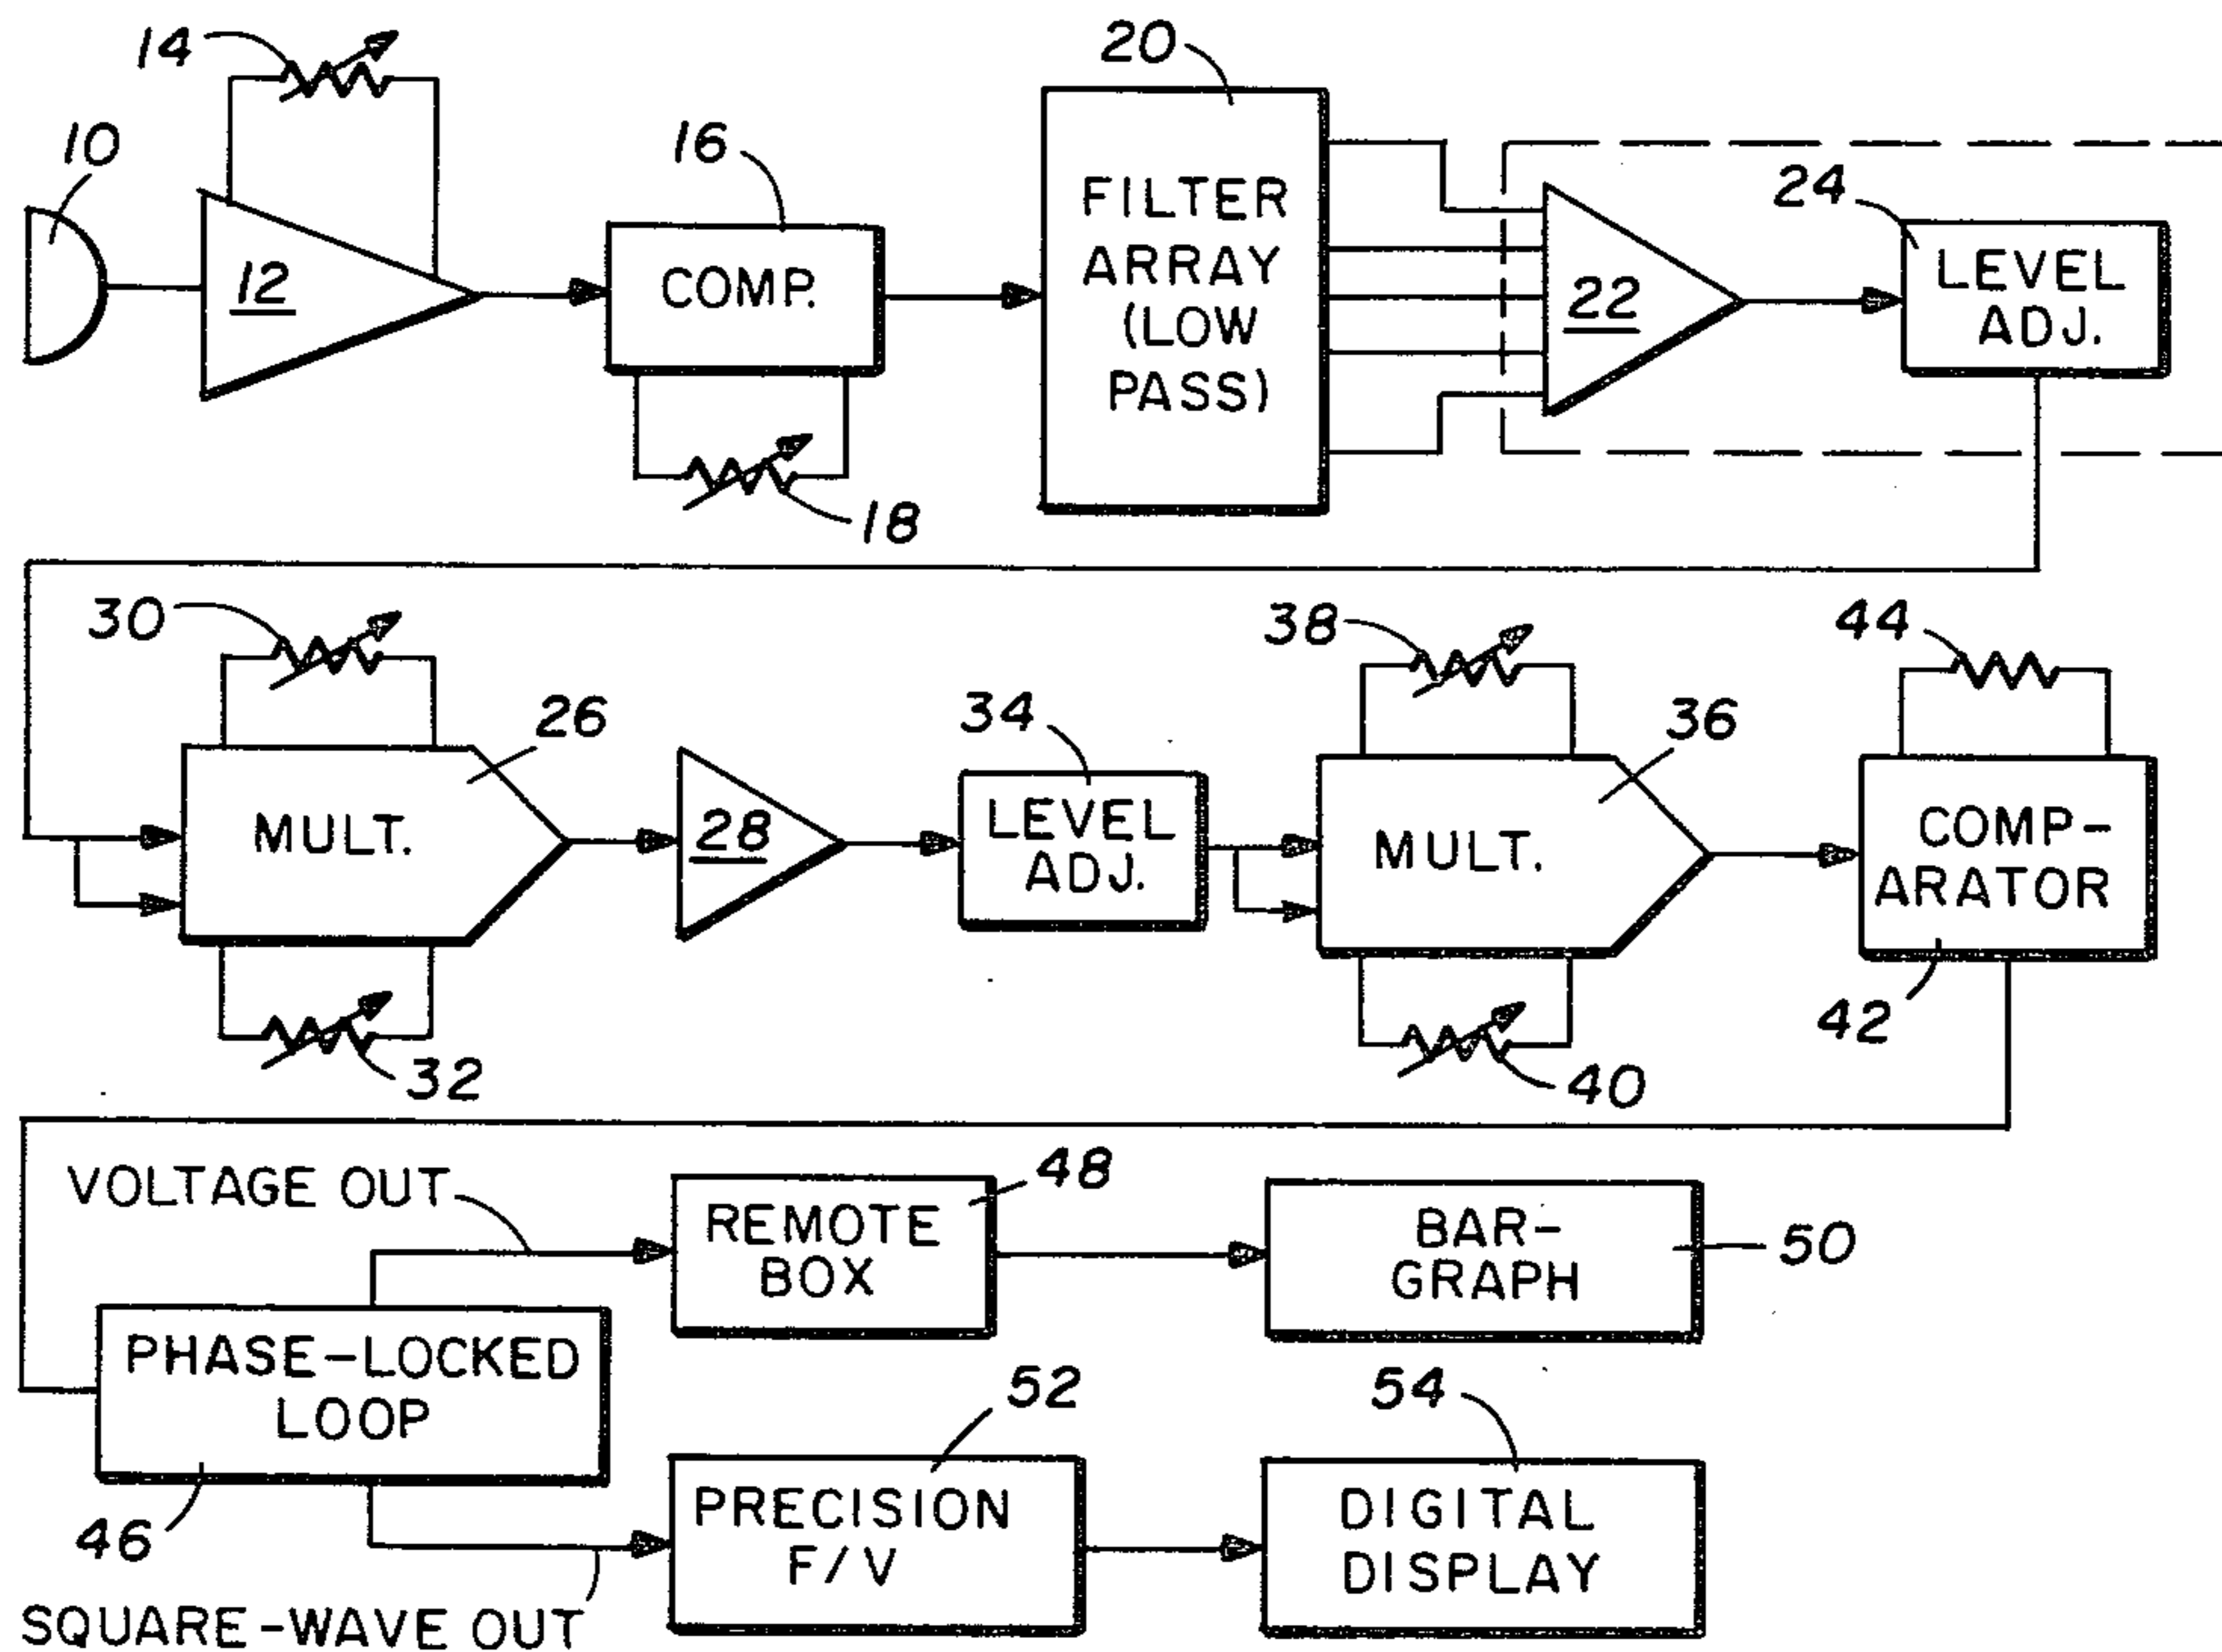 14
20
10
16
24
FILTER
ARRAY
(LOW
PASS)
12
COMP.
22
LEVEL
ADJ.
18
30
38
44
26
34
36
MULT.
28
LEVEL
ADJ.
MULT.
COMP-
ARATOR
32
40
42
VOLTAGE OUT
48
REMOTE
BOX
BAR-
GRAPH
50
PHASE-LOCKED
LOOP
52
54
46
PRECISION
F/V
DIGITAL
DISPLAY
SQUARE-WAVE OUT